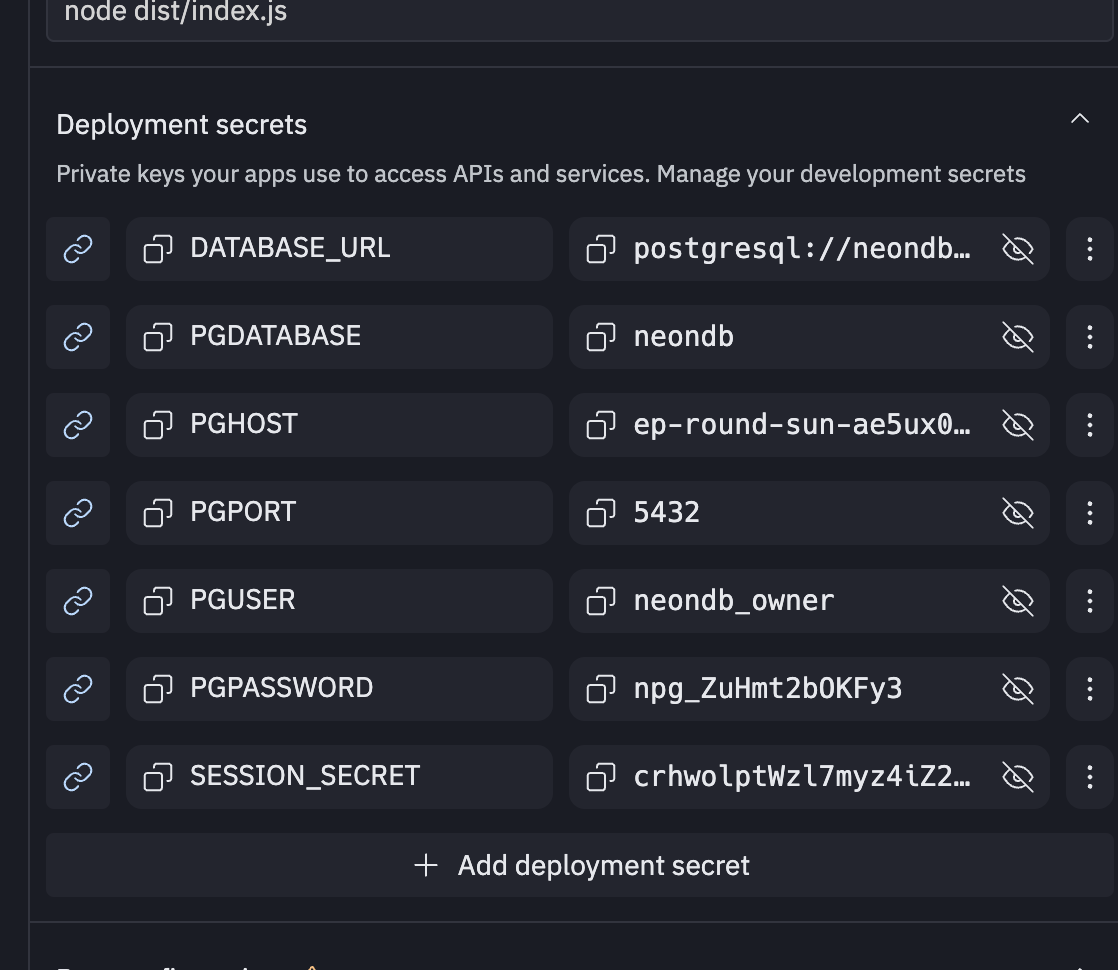 node dist/index.js
Deployment secrets
Private keys your apps use to access APIs and services. Manage your development secrets
DATABASE_URL postgresql://neondb…
PGDATABASE neondb
PGHOST ep-round-sun-ae5ux0…
PGPORT 5432
PGUSER neondb_owner
PGPASSWORD npg_ZuHmt2bOKFy3
SESSION_SECRET crhwolptWzl7myz4iZ2…
+ Add deployment secret